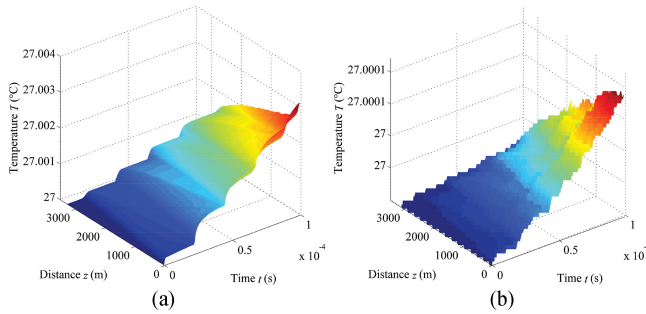 27.004
27.003
27.002
27.001
27
Temperature T (°C)
3000
2000
1000
0
Distance z (m)
0
0.5
1
x 10⁻⁴
Time t (s)
(a)
27.0001
27.0001
27
27
Temperature T (°C)
3000
2000
1000
0
Distance z (m)
0
0.5
1
x 10⁻
Time t (s)
(b)